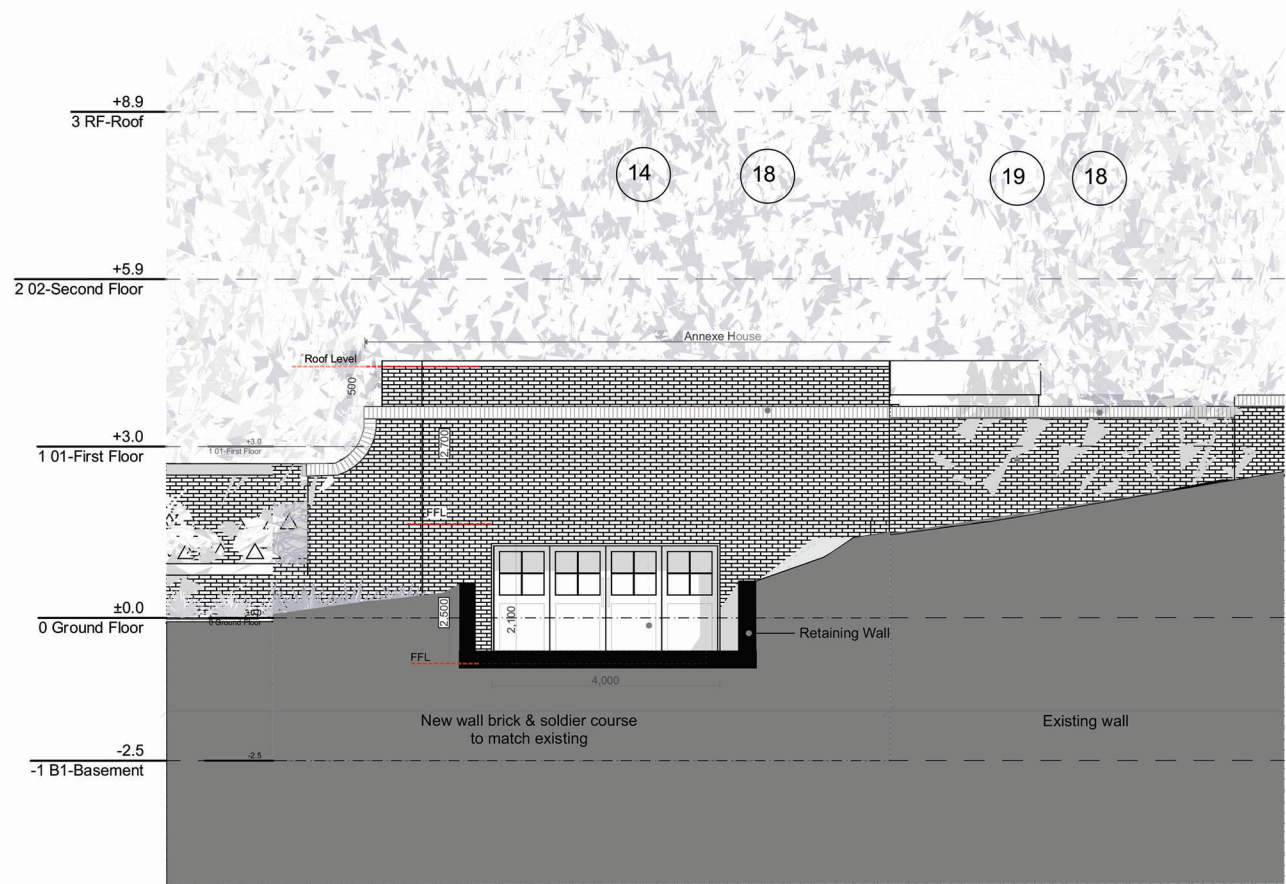 +8.9
3 RF-Roof
14
18
19
18
+5.9
2 02-Second Floor
Annexe House
Roof Level
500
+3.0
1 01-First Floor
+3.0
1 01-First Floor
2,700
FFL
±0.0
0 Ground Floor
0 Ground Floor
2,500
2,100
Retaining Wall
FFL
4,000
New wall brick & soldier course
to match existing
Existing wall
-2.5
-1 B1-Basement
-2.5